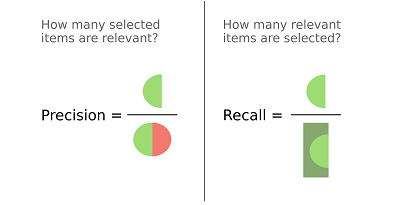 How many selected
items are relevant?
Precision =
How many relevant
items are selected?
Recall =